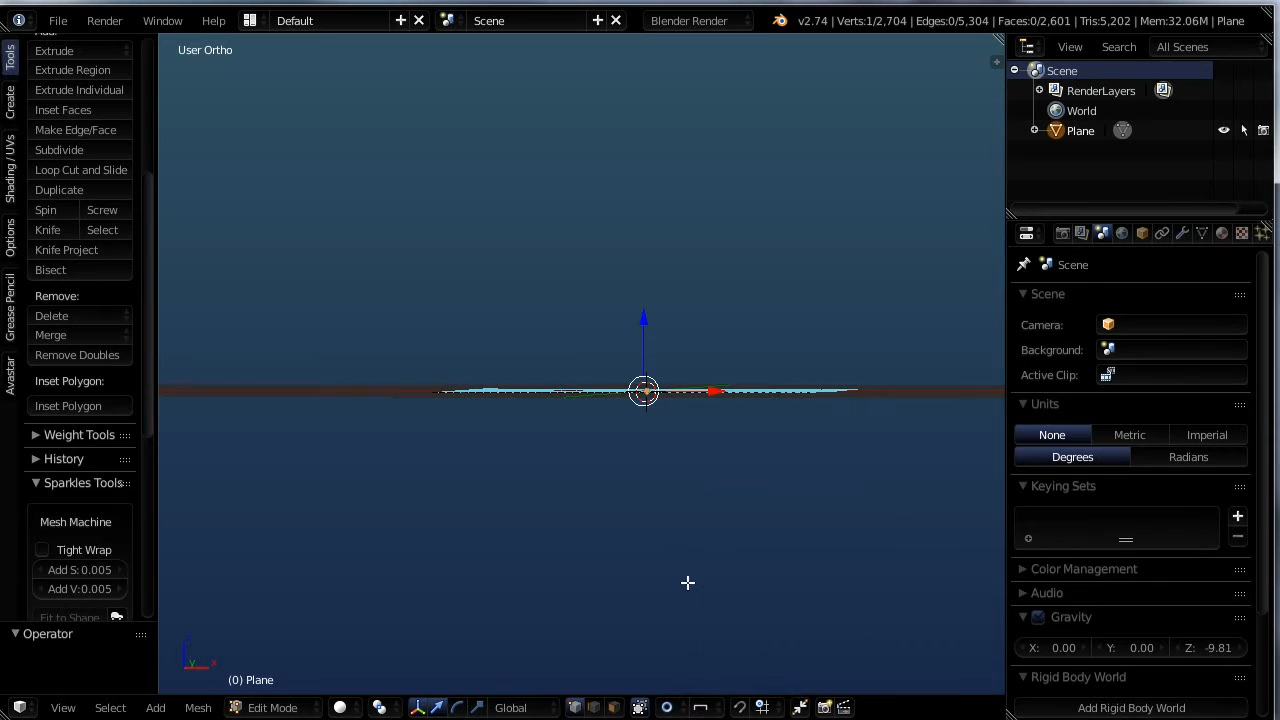 File Render Window Help Default Scene Blender Render v2.74 | Verts:1/2,704 | Edges:0/5,304 | Faces:0/2,601 | Tris:5,202 | Mem:32.06M | Plane
User Ortho
Tools
Create
Shading / UVs
Options
Grease Pencil
Avastar
Extrude
Extrude Region
Extrude Individual
Inset Faces
Make Edge/Face
Subdivide
Loop Cut and Slide
Duplicate
Spin Screw
Knife Select
Knife Project
Bisect
Remove:
Delete
Merge
Remove Doubles
Inset Polygon:
Inset Polygon
Weight Tools
History
Sparkles Tools
Mesh Machine
Tight Wrap
Add S:0.005
Add V:0.005
Fit to Shape
Operator
z
y x
(0) Plane
View Select Add Mesh Edit Mode Global
View Search All Scenes
Scene
RenderLayers
World
Plane
Scene
Scene
Camera:
Background:
Active Clip:
Units
None Metric Imperial
Degrees Radians
Keying Sets
Color Management
Audio
Gravity
X: 0.00 Y: 0.00 Z: -9.81
Rigid Body World
Add Rigid Body World